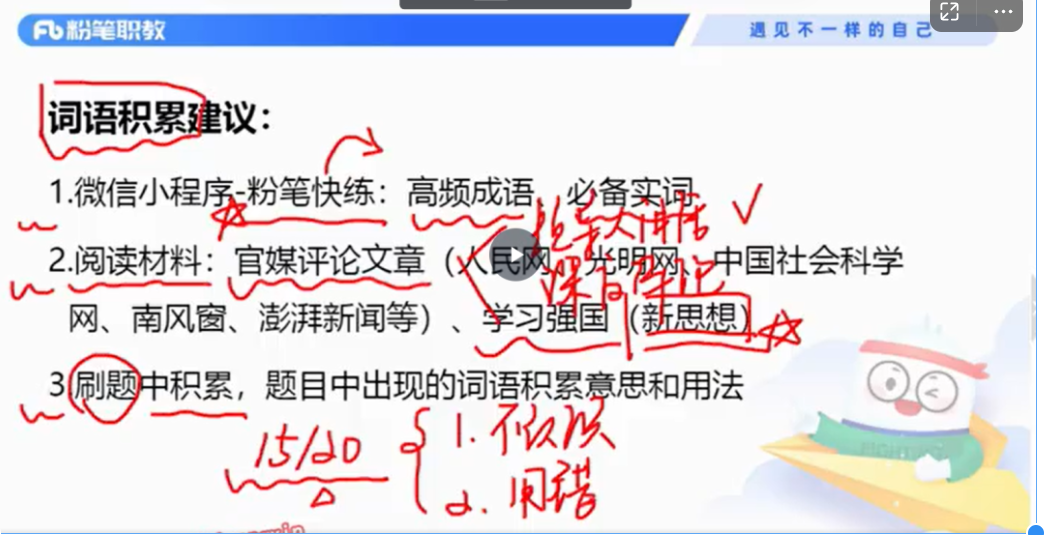 粉笔职教
遇见不一样的自己
词语积累建议：
1.微信小程序-粉笔快练：高频成语、必备实词
2.阅读材料：官媒评论文章（人民网、光明网、中国社会科学
网、南风窗、澎湃新闻等）、学习强国（新思想）
3.刷题中积累，题目中出现的词语积累意思和用法
15/20
1.不认识
2.用错